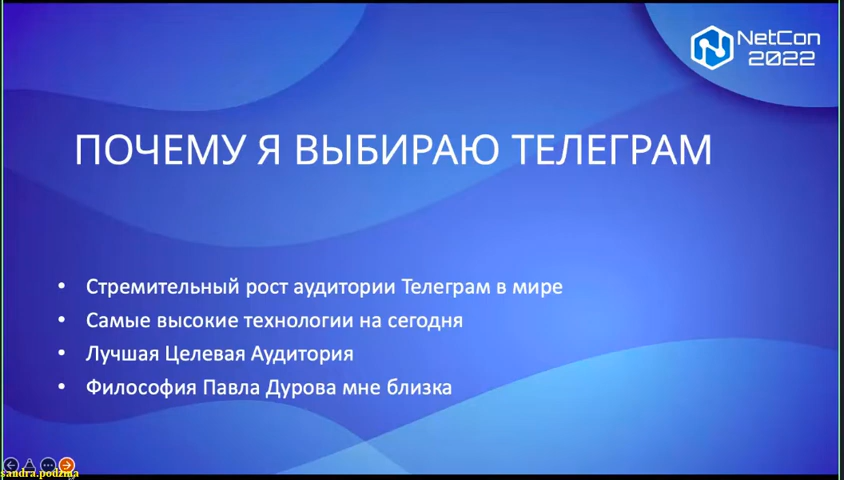 NetCon
2022
ПОЧЕМУ Я ВЫБИРАЮ ТЕЛЕГРАМ
• Стремительный рост аудитории Телеграм в мире
• Самые высокие технологии на сегодня
• Лучшая Целевая Аудитория
• Философия Павла Дурова мне близка
sandra.podzina